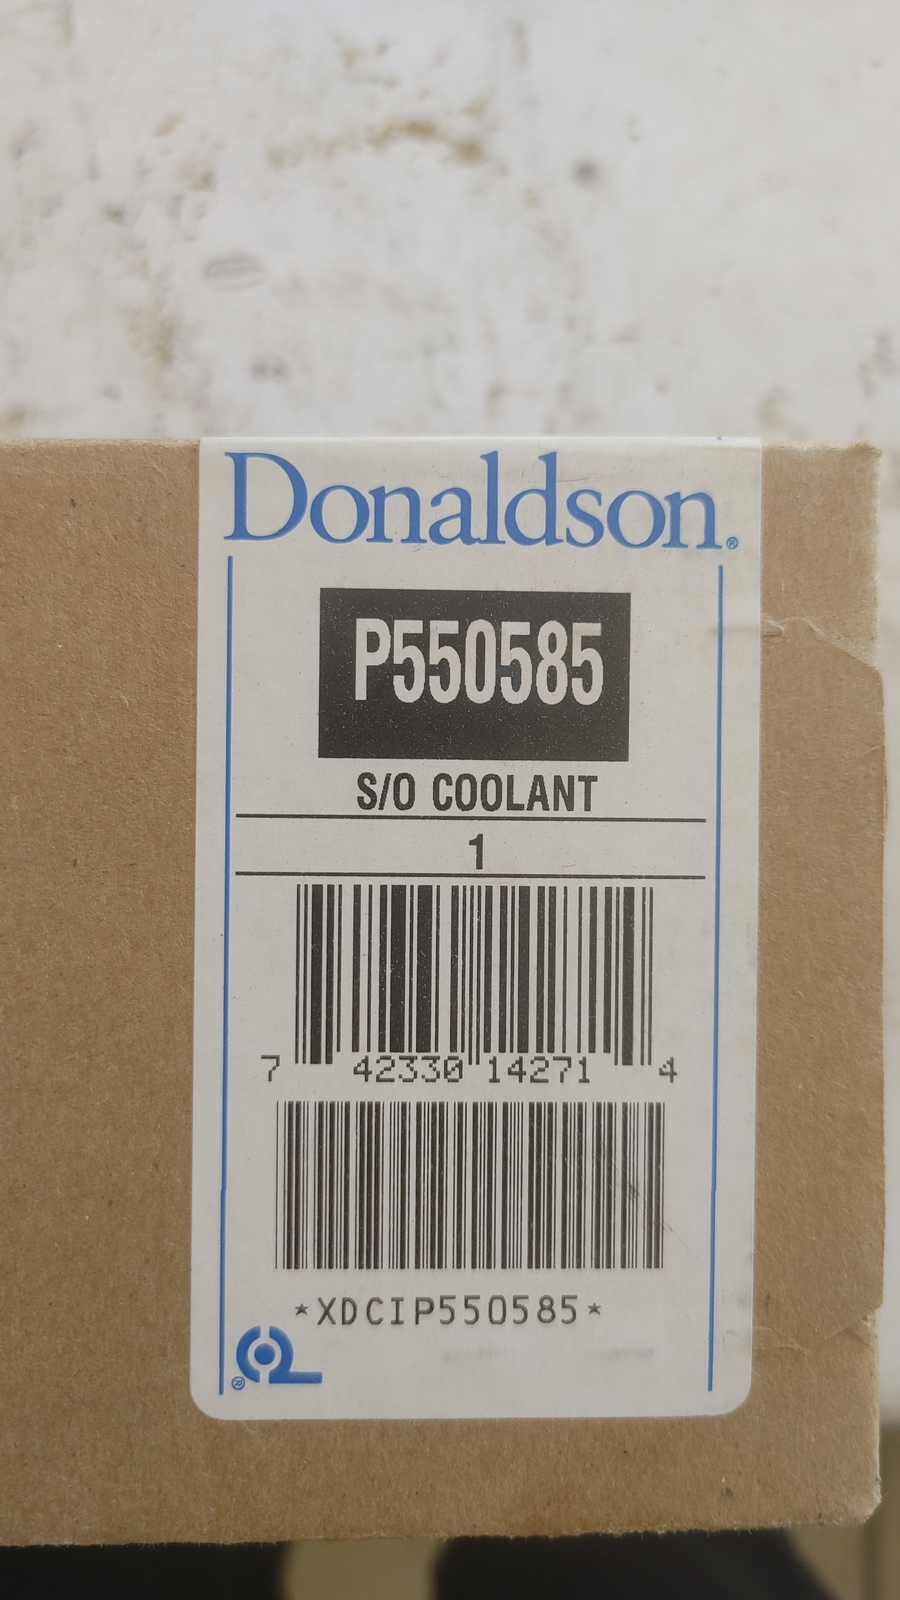 Donaldson®
P550585
S/O COOLANT
1
7 42330 14271 4
*XDCIP550585*
®